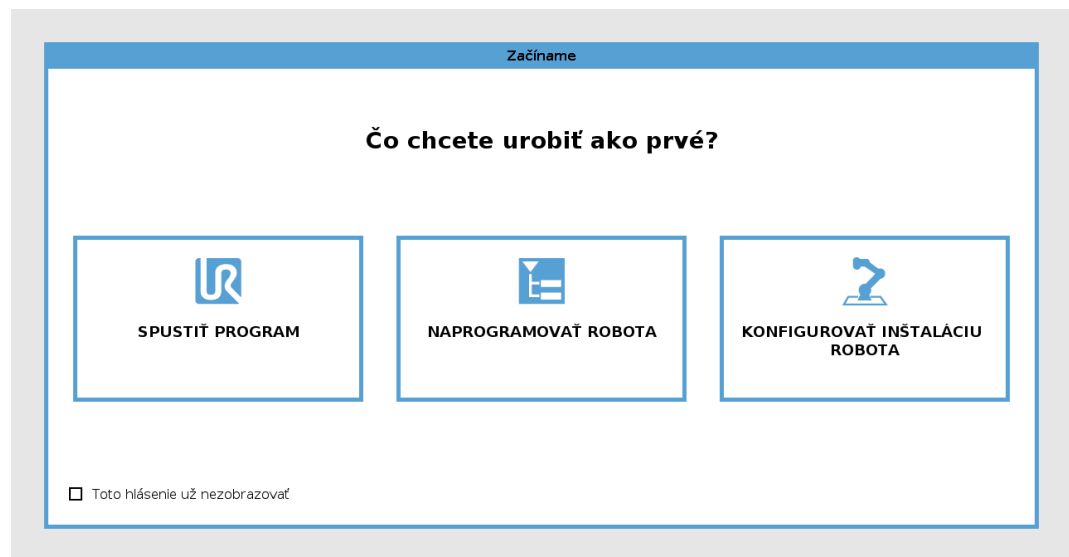 Začíname
Čo chcete urobiť ako prvé?
SPUSTIŤ PROGRAM
NAPROGRAMOVAŤ ROBOTA
KONFIGUROVAŤ INŠTALÁCIU
ROBOTA
Toto hlásenie už nezobrazovať